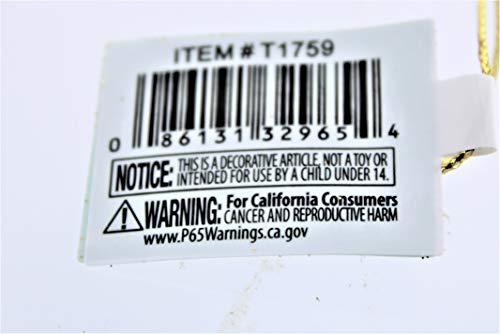 ITEM # T1759
0 86131 32965 4
NOTICE: THIS IS A DECORATIVE ARTICLE, NOT A TOY OR
INTENDED FOR USE BY A CHILD UNDER 14.
WARNING: For California Consumers
CANCER AND REPRODUCTIVE HARM
www.P65Warnings.ca.gov